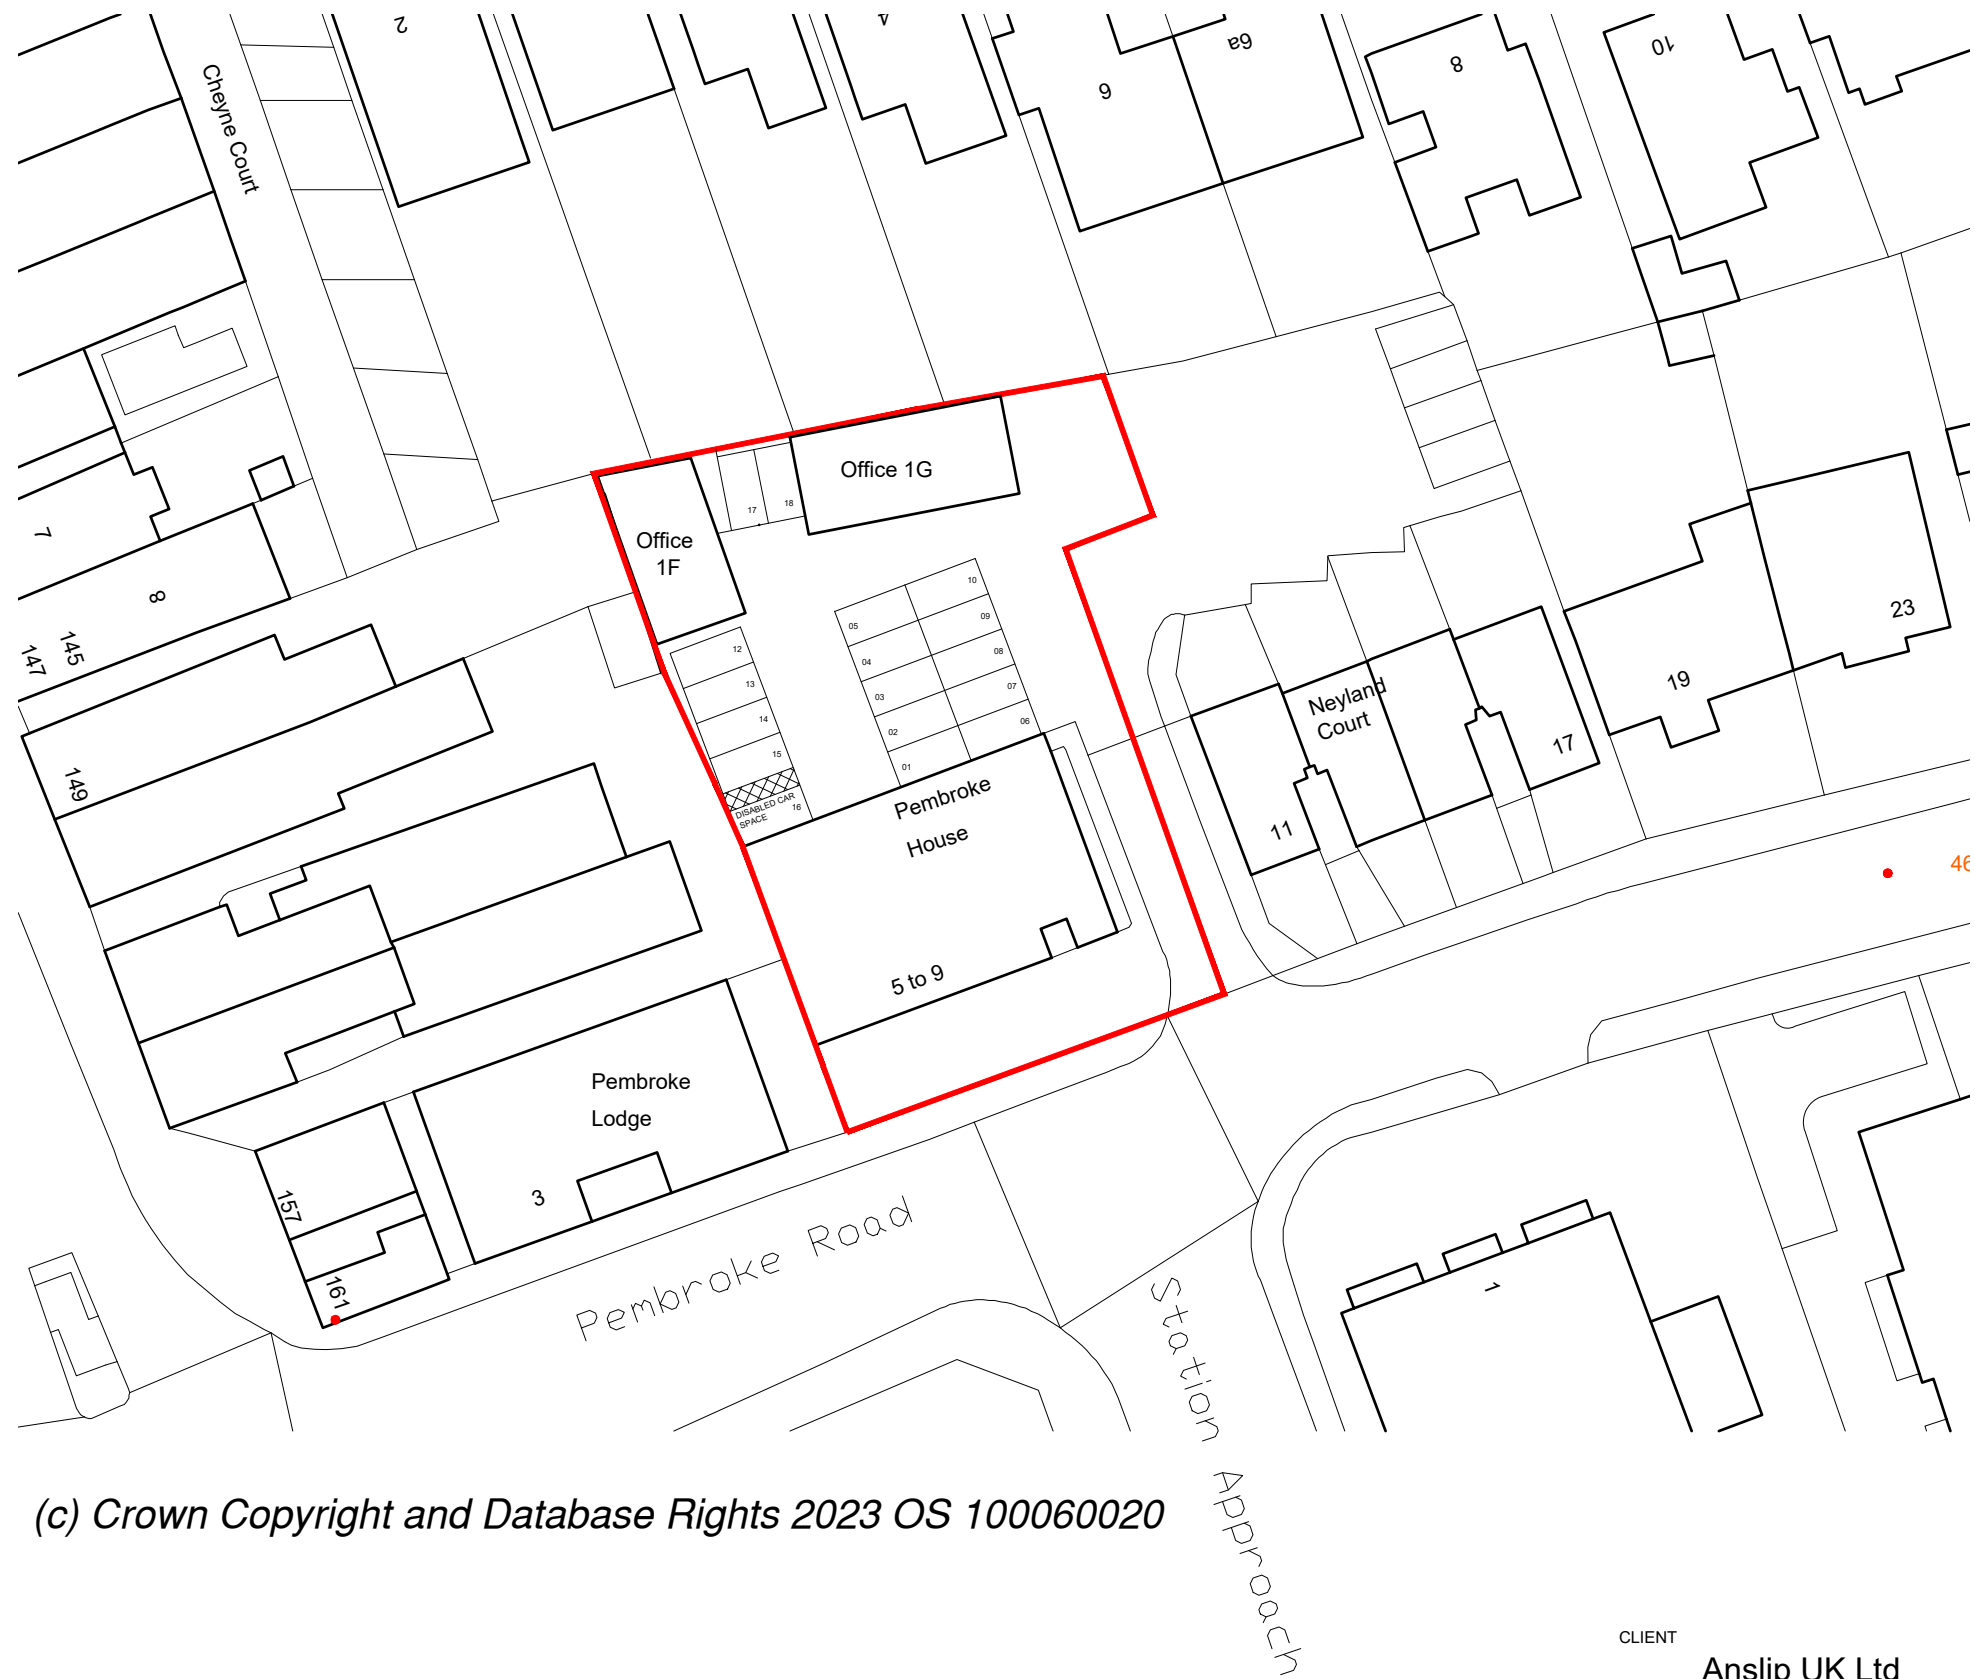 2
4
6
6a
8
10
Cheyne Court
7
8
145
147
149
Office 1G
Office
1F
17
18
12
13
14
15
DISABLED CAR
SPACE
16
05
04
03
02
01
10
09
08
07
06
Pembroke
House
5 to 9
Neyland
Court
11
17
19
23
46
Pembroke
Lodge
3
157
161
1
Pembroke Road
Station Approach
(c) Crown Copyright and Database Rights 2023 OS 100060020
CLIENT
Anslip UK Ltd